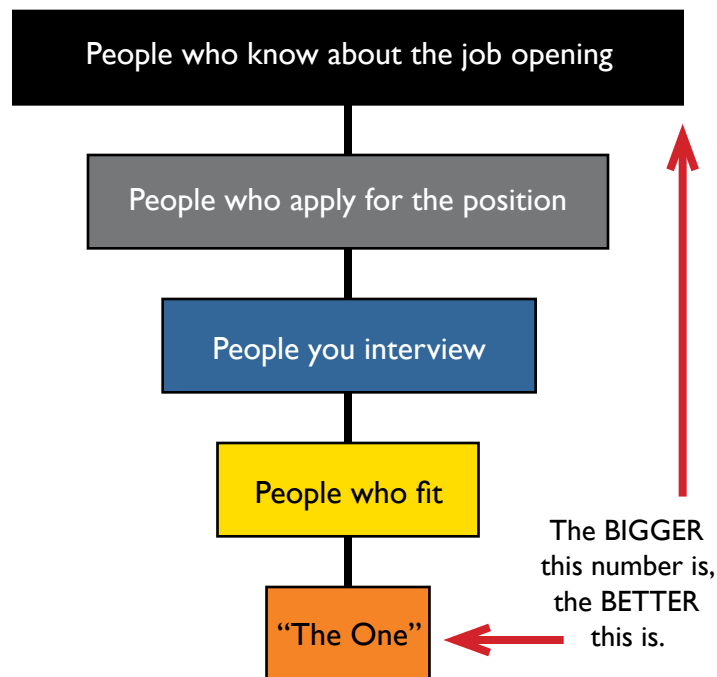 People who know about the job opening
People who apply for the position
People you interview
People who fit
The BIGGER
this number is,
the BETTER
this is.
“The One”